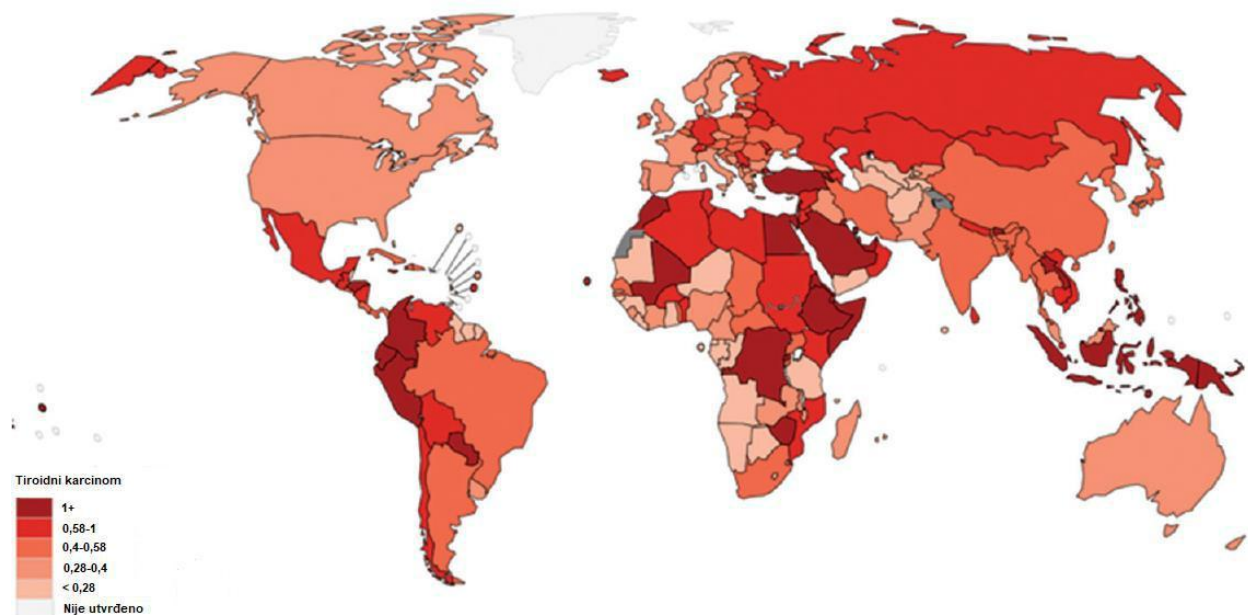 Tiroidni karcinom
1+
0,58-1
0,4-0,58
0,28-0,4
< 0,28
Nije utvrđeno